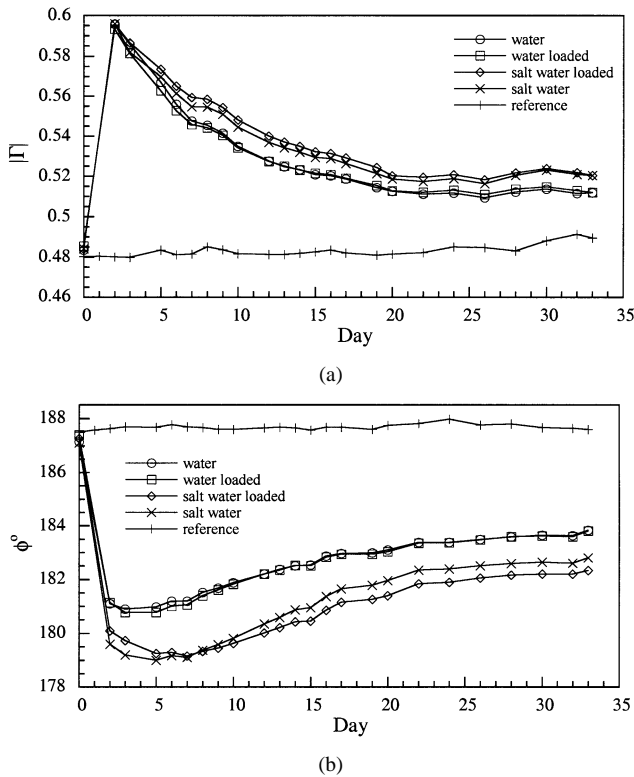 0.6
0.58
0.56
0.54
0.52
0.5
0.48
0.46
|Γ|
water
water loaded
salt water loaded
salt water
reference
0 5 10 15 20 25 30 35
Day
(a)
188
186
184
182
180
178
ϕº
water
water loaded
salt water loaded
salt water
reference
0 5 10 15 20 25 30 35
Day
(b)